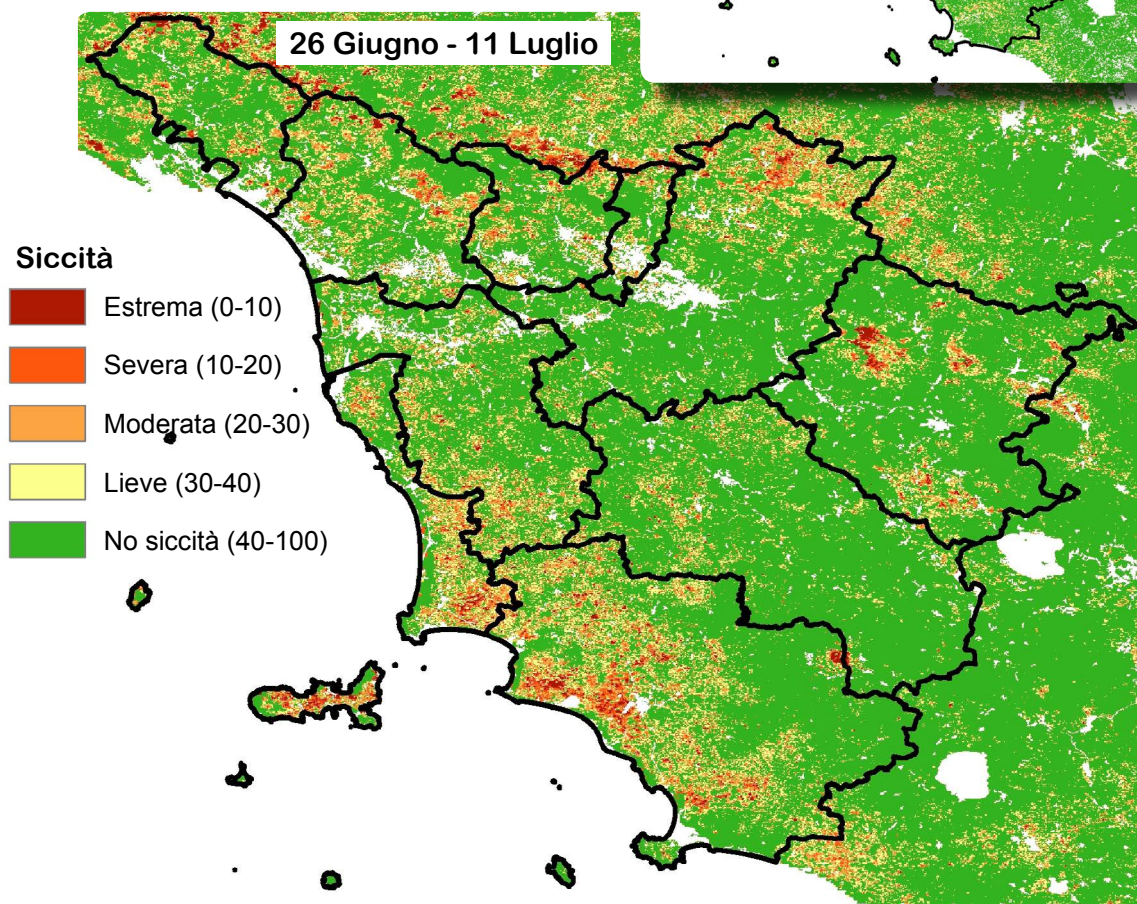 26 Giugno - 11 Luglio
Siccità
Estrema (0-10)
Severa (10-20)
Moderata (20-30)
Lieve (30-40)
No siccità (40-100)